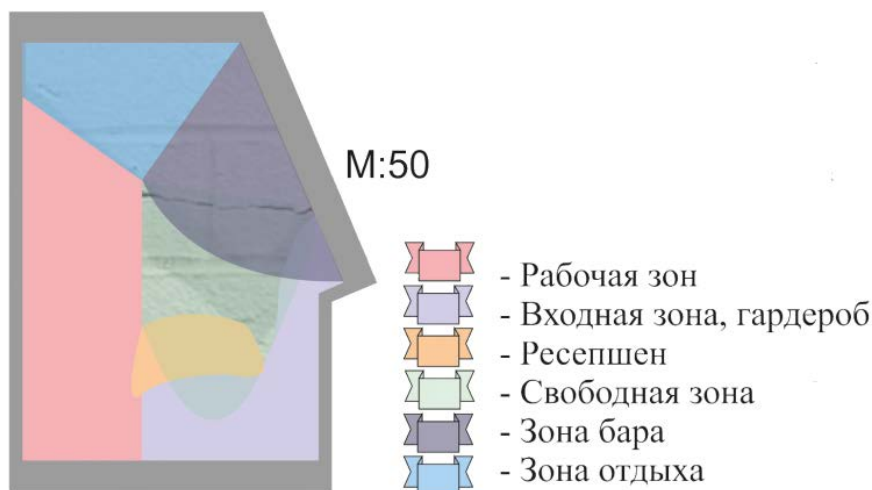 М:50
- Рабочая зон
- Входная зона, гардероб
- Ресепшен
- Свободная зона
- Зона бара
- Зона отдыха